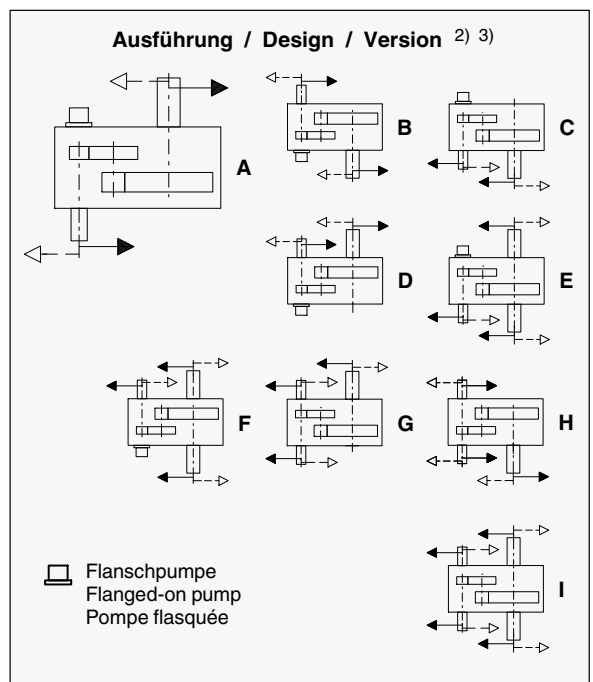 Ausführung / Design / Version 2) 3)
A
B
C
D
E
F
G
H
I
Flanschpumpe
Flanged-on pump
Pompe flasquée